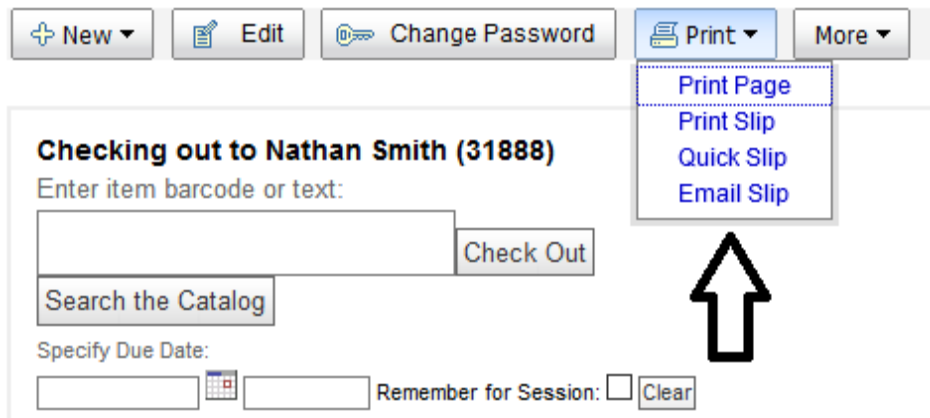 New Edit Change Password Print More
Print Page
Print Slip
Quick Slip
Email Slip
Checking out to Nathan Smith (31888)
Enter item barcode or text:
Check Out
Search the Catalog
Specify Due Date:
Remember for Session: Clear